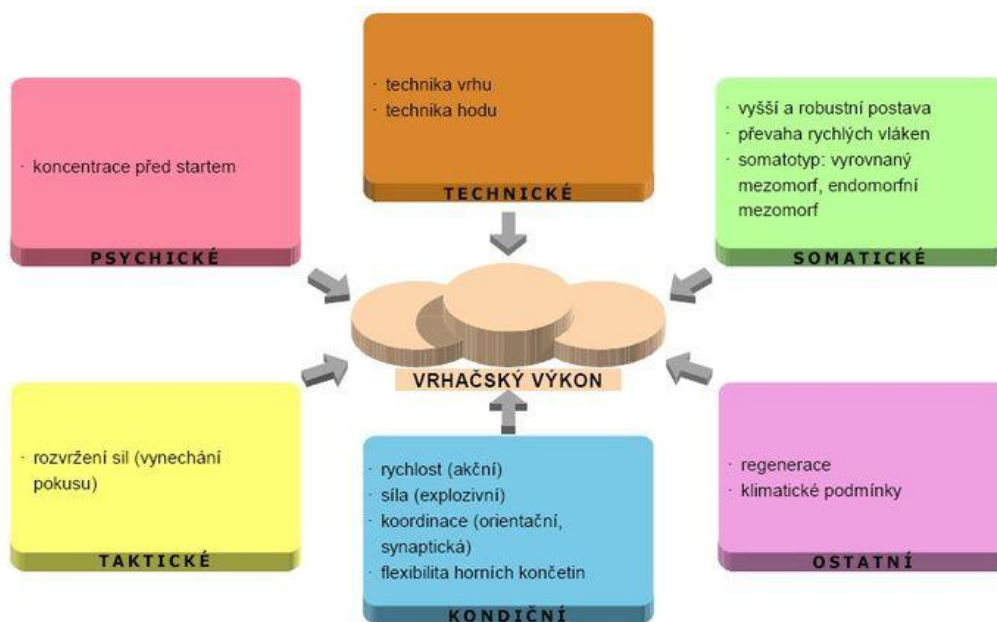 · koncentrace před startem
PSYCHICKÉ
· technika vrhu
· technika hodu
TECHNICKÉ
· vyšší a robustní postava
· převaha rychlých vláken
· somatotyp: vyrovnaný
mezomorf, endomorfní
mezomorf
SOMATICKÉ
VRHAČSKÝ VÝKON
· rozvržení sil (vynechání
pokusu)
TAKTICKÉ
· rychlost (akční)
· síla (explozivní)
· koordinace (orientační,
synaptická)
· flexibilita horních končetin
KONDIČNÍ
· regenerace
· klimatické podmínky
OSTATNÍ